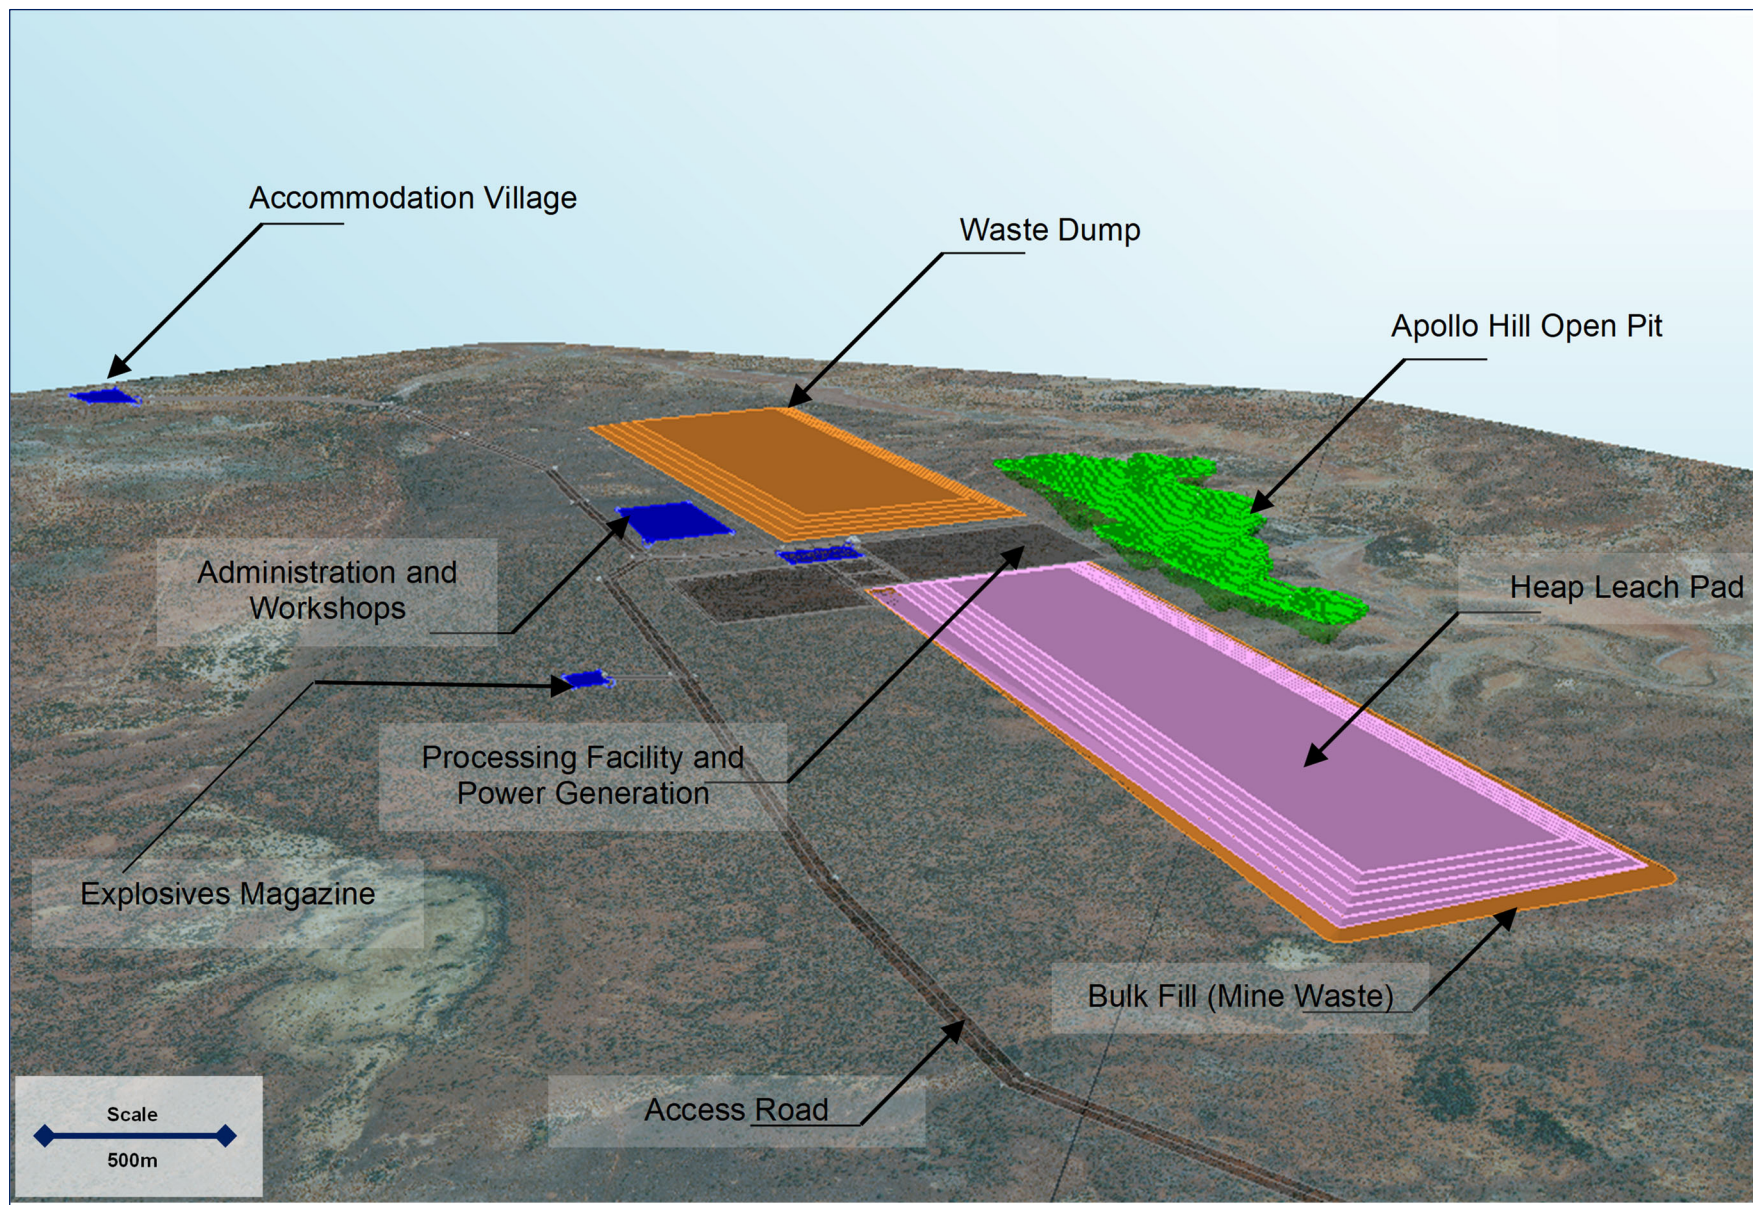 Accommodation Village
Waste Dump
Apollo Hill Open Pit
Administration and
Workshops
Heap Leach Pad
Processing Facility and
Power Generation
Explosives Magazine
Bulk Fill (Mine Waste)
Access Road
Scale
500m